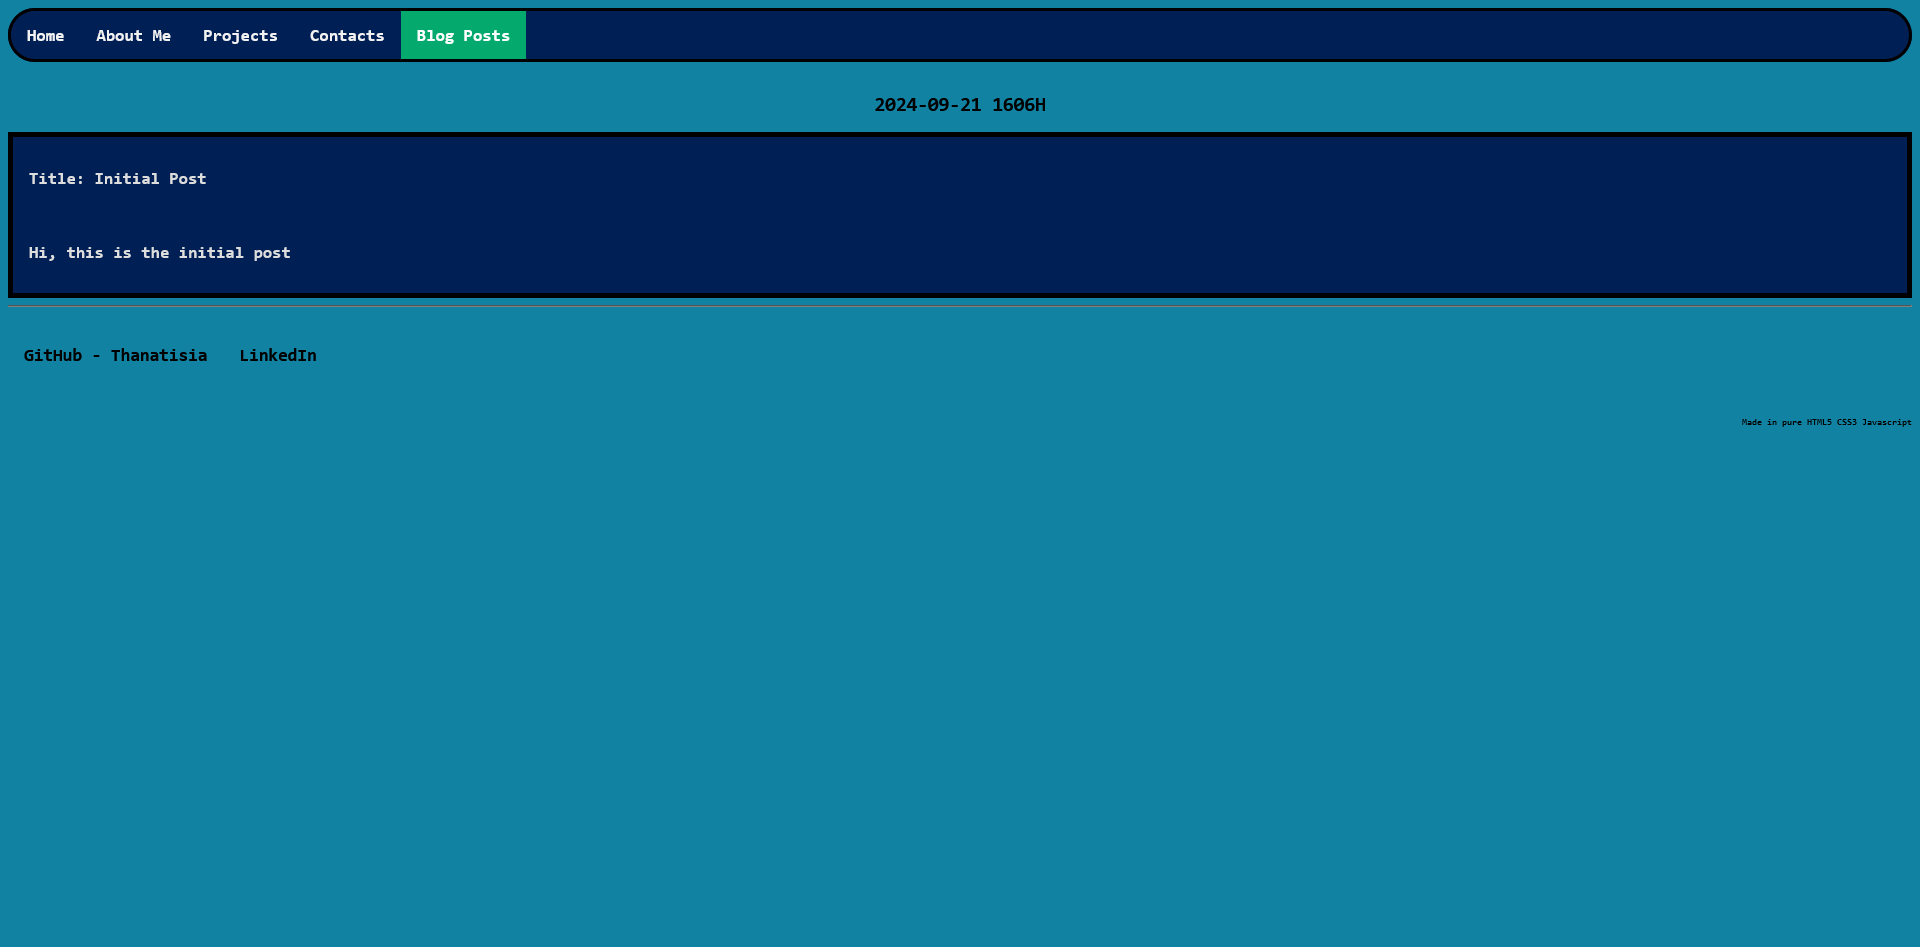 Home About Me Projects Contacts Blog Posts
2024-09-21 1606H
Title: Initial Post
Hi, this is the initial post
GitHub - Thanatisia LinkedIn
Made in pure HTML5 CSS3 Javascript